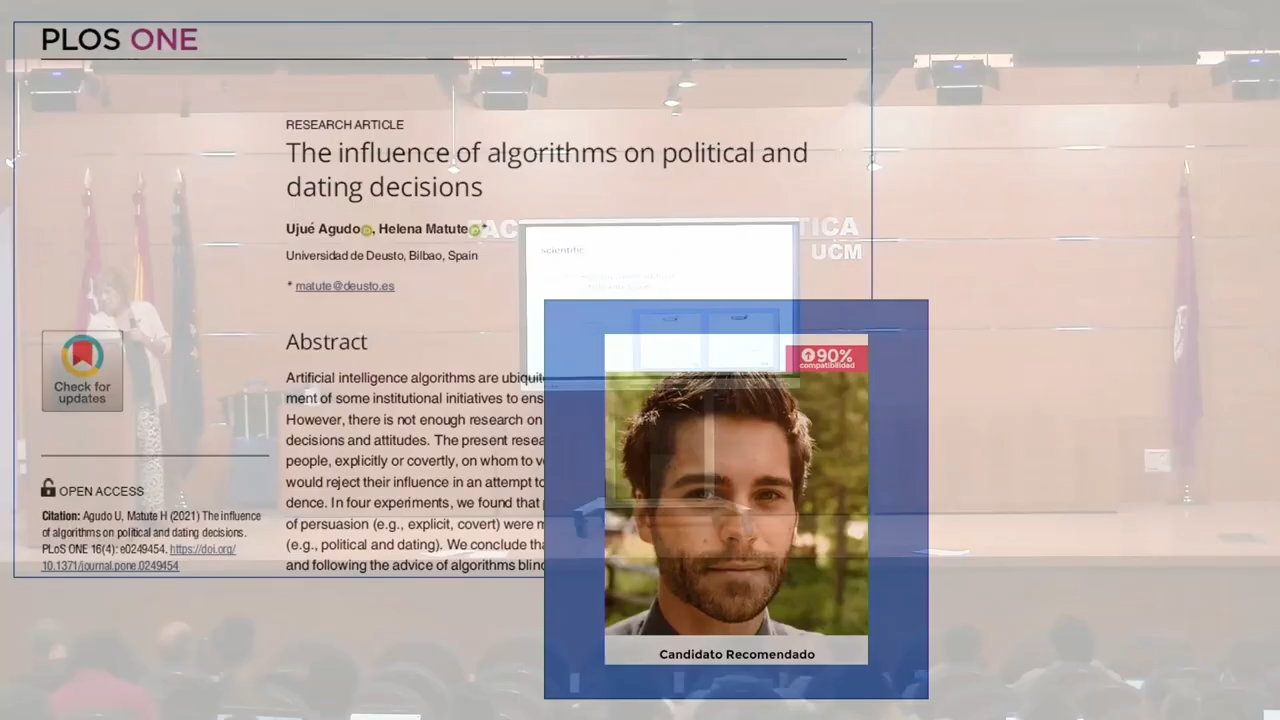 PLOS ONE
RESEARCH ARTICLE
The influence of algorithms on political and
dating decisions
Ujué Agudo, Helena Matute*
Universidad de Deusto, Bilbao, Spain
* matute@deusto.es
Check for
updates
Abstract
Artificial intelligence algorithms are ubiquit
ment of some institutional initiatives to ens
However, there is not enough research on
decisions and attitudes. The present resea
people, explicitly or covertly, on whom to v
would reject their influence in an attempt to
dence. In four experiments, we found that
of persuasion (e.g., explicit, covert) were m
(e.g., political and dating). We conclude tha
and following the advice of algorithms blind
OPEN ACCESS
Citation: Agudo U, Matute H (2021) The influence
of algorithms on political and dating decisions.
PLoS ONE 16(4): e0249454. https://doi.org/
10.1371/journal.pone.0249454
FAC
TICA
UCM
scientific
90%
compatibilidad
Candidato Recomendado